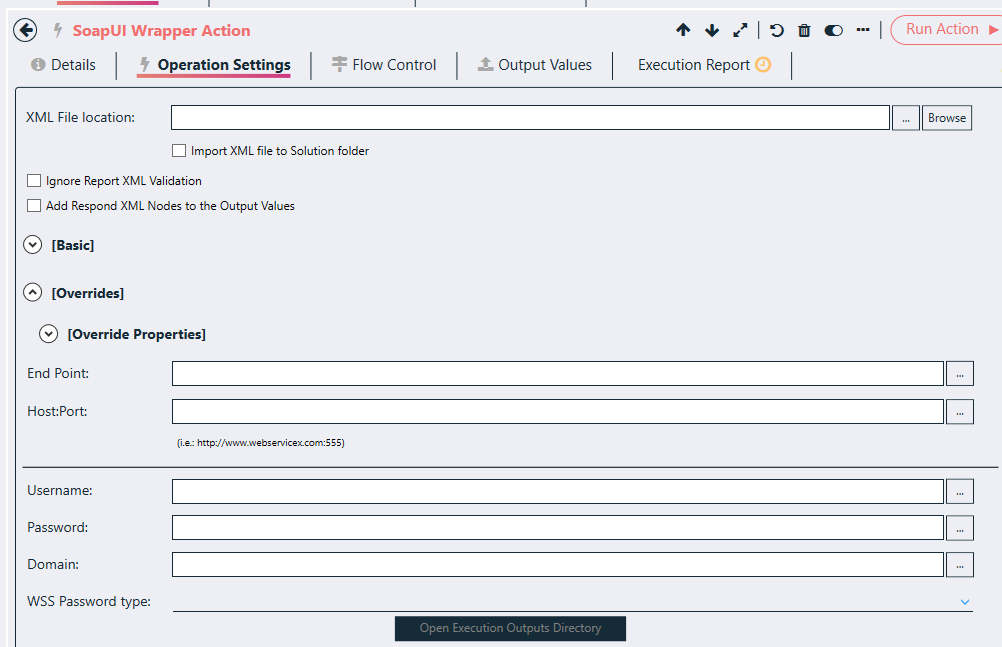 SoapUI Wrapper Action
Run Action
Details
Operation Settings
Flow Control
Output Values
Execution Report
XML File location:
...
Browse
Import XML file to Solution folder
Ignore Report XML Validation
Add Respond XML Nodes to the Output Values
[Basic]
[Overrides]
[Override Properties]
End Point:
...
Host:Port:
...
(i.e.: http://www.webservicex.com:555)
Username:
...
Password:
...
Domain:
...
WSS Password type:
Open Execution Outputs Directory